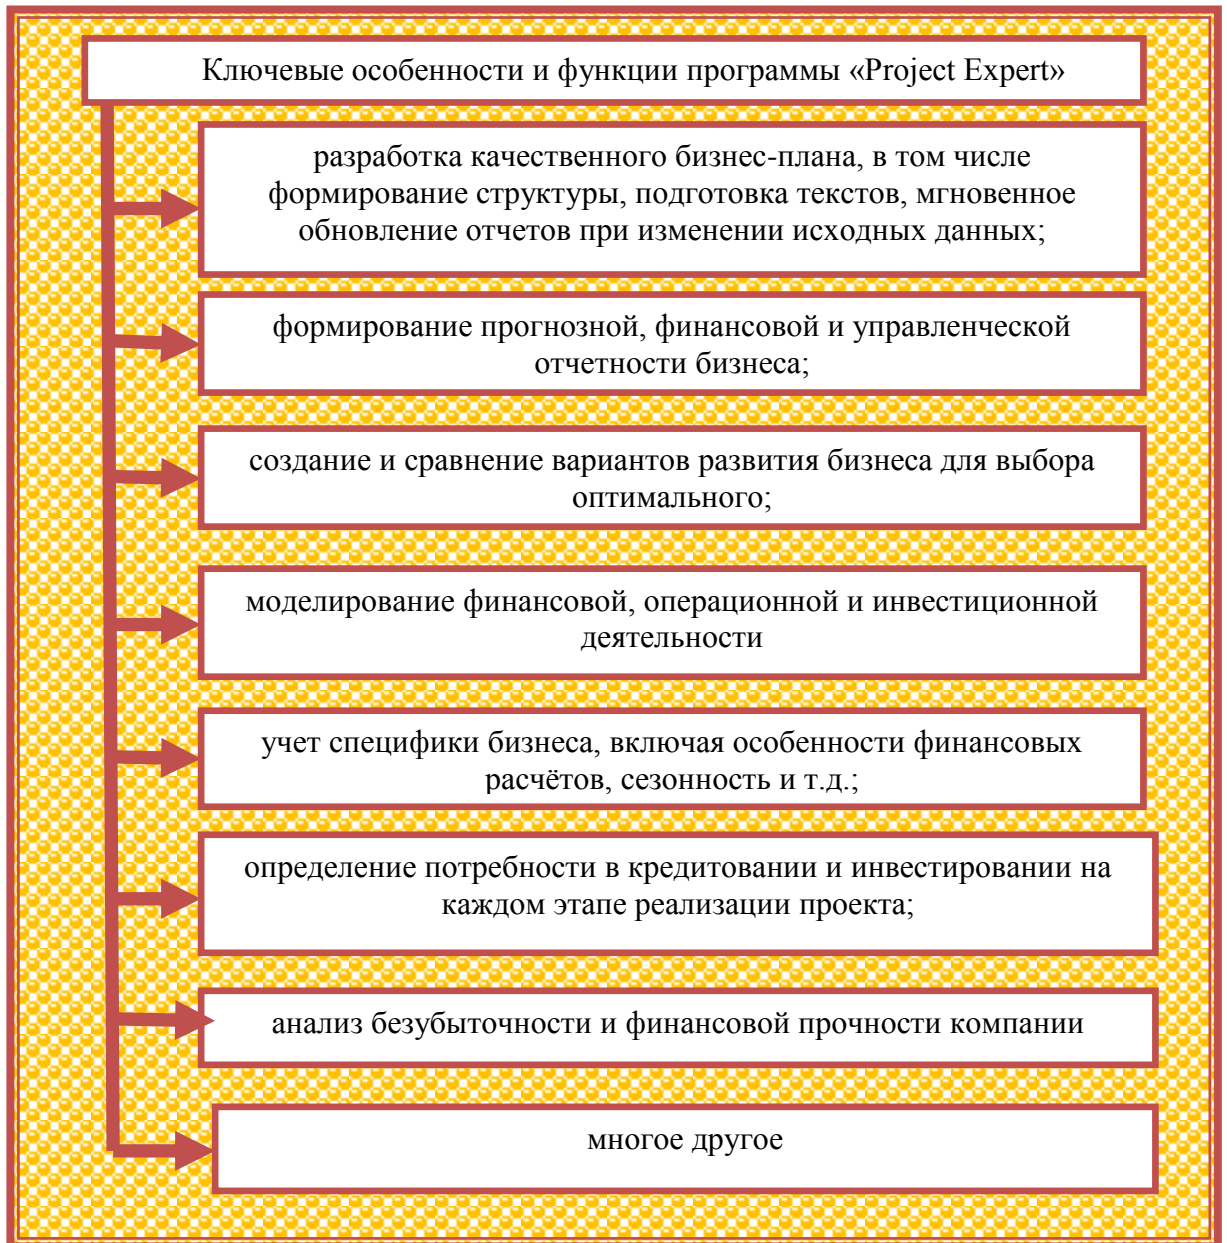 Ключевые особенности и функции программы «Project Expert»
разработка качественного бизнес-плана, в том числе
формирование структуры, подготовка текстов, мгновенное
обновление отчетов при изменении исходных данных;
формирование прогнозной, финансовой и управленческой
отчетности бизнеса;
создание и сравнение вариантов развития бизнеса для выбора
оптимального;
моделирование финансовой, операционной и инвестиционной
деятельности
учет специфики бизнеса, включая особенности финансовых
расчётов, сезонность и т.д.;
определение потребности в кредитовании и инвестировании на
каждом этапе реализации проекта;
анализ безубыточности и финансовой прочности компании
многое другое